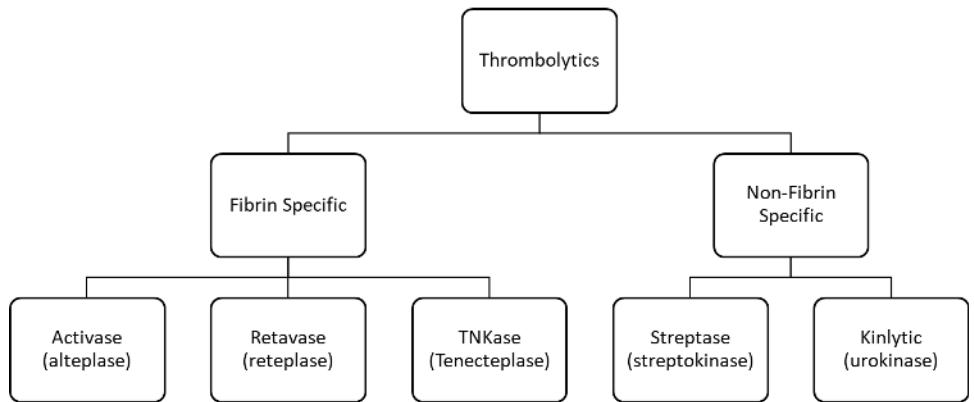 Thrombolytics
Fibrin Specific
Non-Fibrin
Specific
Activase
(alteplase)
Retavase
(reteplase)
TNKase
(Tenecteplase)
Streptase
(streptokinase)
Kinlytic
(urokinase)